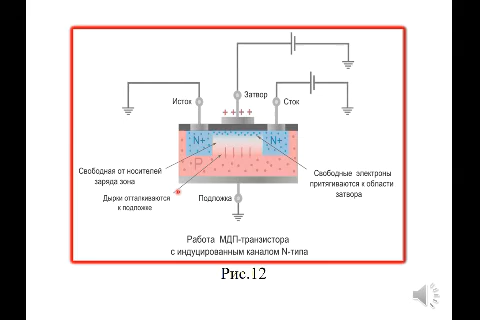 Затвор
Исток
Сток
++++
N+
N+
P
Свободная от носителей
заряда зона
Свободные электроны
притягиваются к области
затвора
Дырки отталкиваются
к подложке
Подложка
Работа МДП-транзистора
с индуцированным каналом N-типа
Рис.12